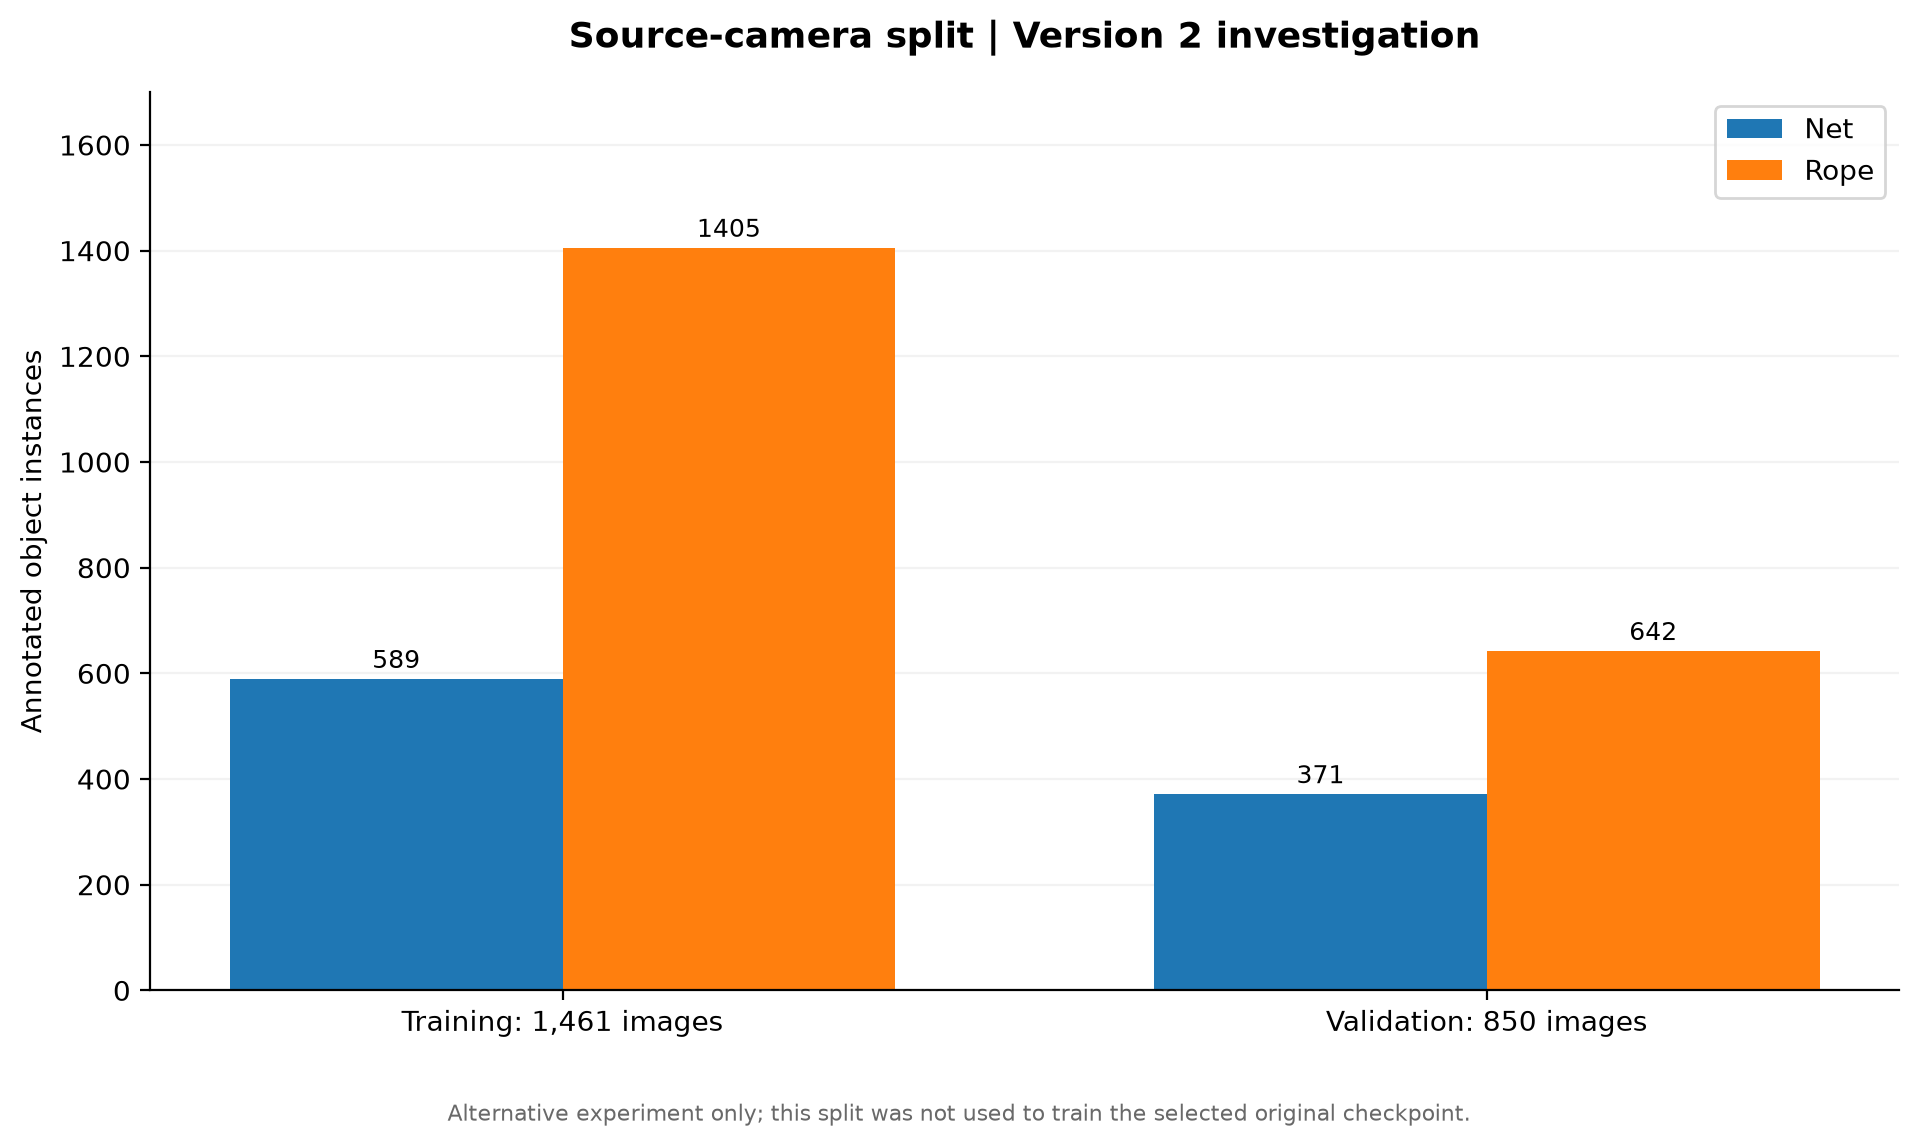 Source-camera split | Version 2 investigation
Net
Rope
Annotated object instances
1600
1400
1200
1000
800
600
400
200
0
589
1405
371
642
Training: 1,461 images
Validation: 850 images
Alternative experiment only; this split was not used to train the selected original checkpoint.